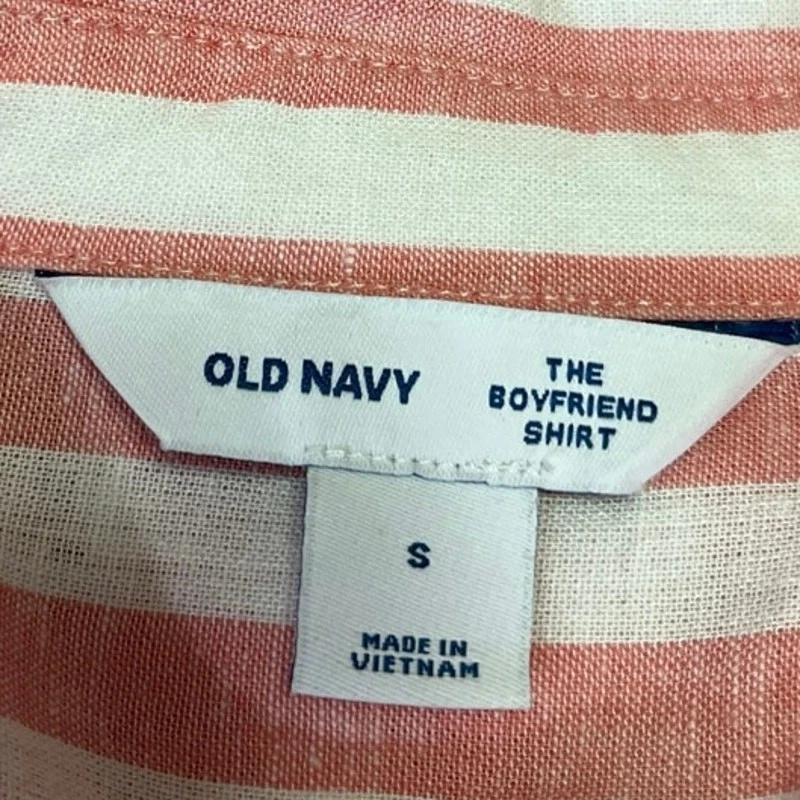 OLD NAVY
THE
BOYFRIEND
SHIRT
S
MADE IN
VIETNAM